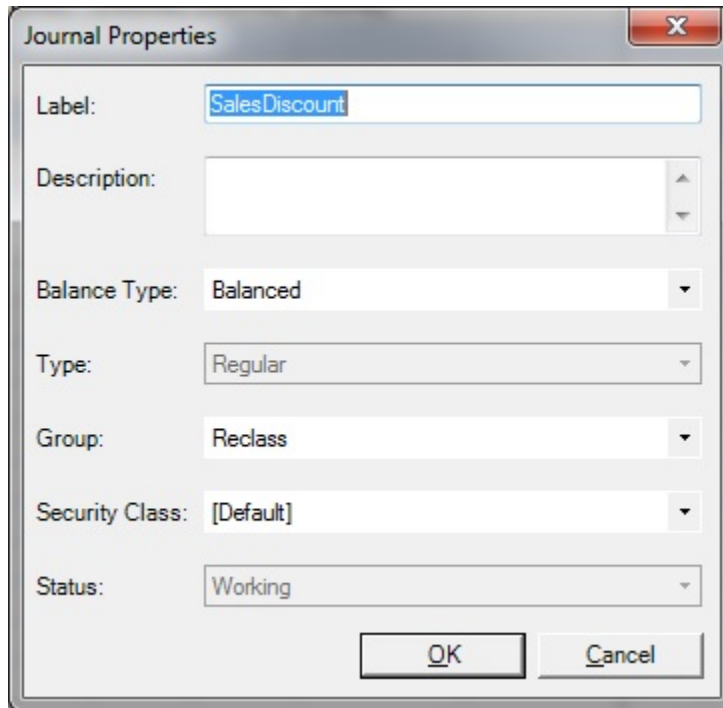 Journal Properties
Label: SalesDiscount
Description:
Balance Type: Balanced
Type: Regular
Group: Reclass
Security Class: [Default]
Status: Working
OK Cancel